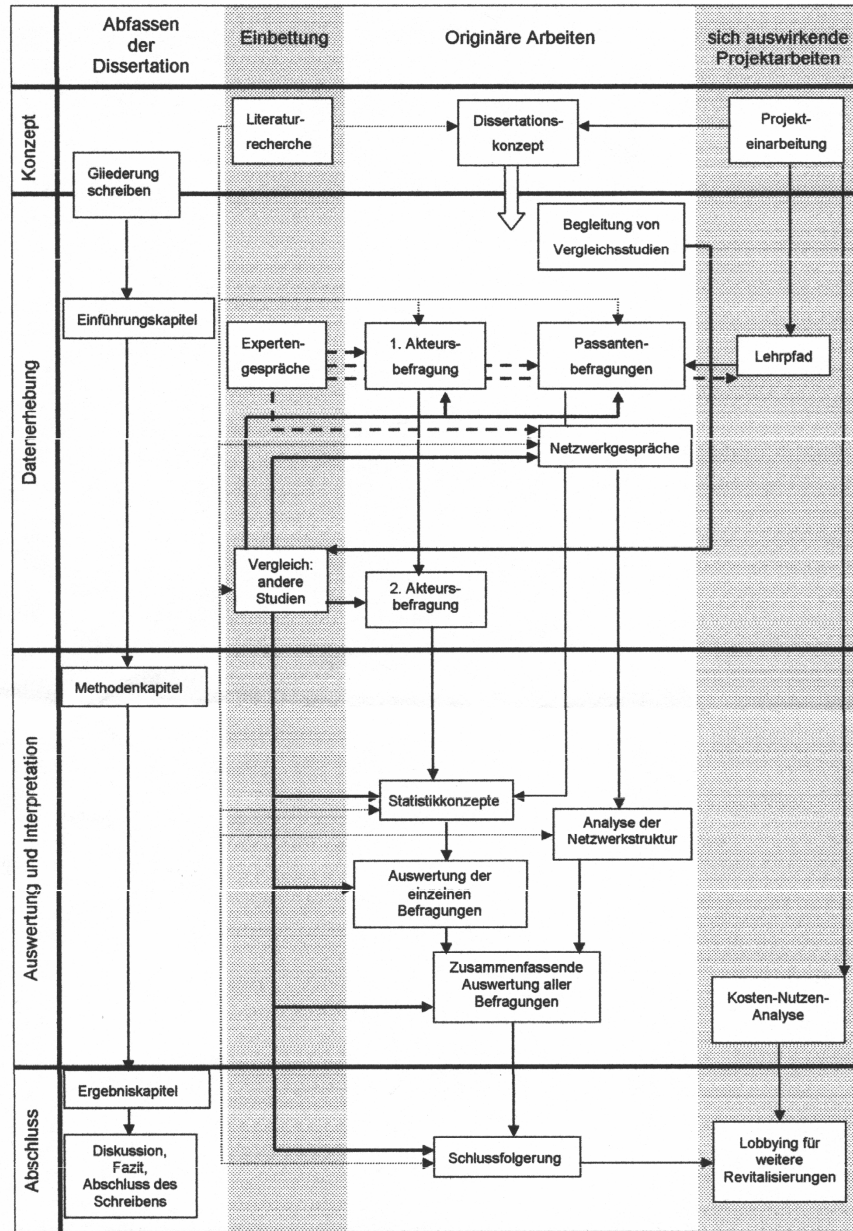 Abfassen
der
Dissertation
Einbettung
Originäre Arbeiten
sich auswirkende
Projektarbeiten
Konzept
Literatur-
recherche
Dissertations-
konzept
Projekt-
einarbeitung
Gliederung
schreiben
Datenerhebung
Begleitung von
Vergleichsstudien
Einführungskapitel
Experten-
gespräche
1. Akteurs-
befragung
Passanten-
befragungen
Lehrpfad
Netzwerkgespräche
Vergleich:
andere
Studien
2. Akteurs-
befragung
Auswertung und Interpretation
Methodenkapitel
Statistikkonzepte
Analyse der
Netzwerkstruktur
Auswertung der
einzeinen
Befragungen
Zusammenfassende
Auswertung aller
Befragungen
Kosten-Nutzen-
Analyse
Abschluss
Ergebniskapitel
Diskussion,
Fazit,
Abschluss des
Schreibens
Schlussfolgerung
Lobbying für
weitere
Revitalisierungen